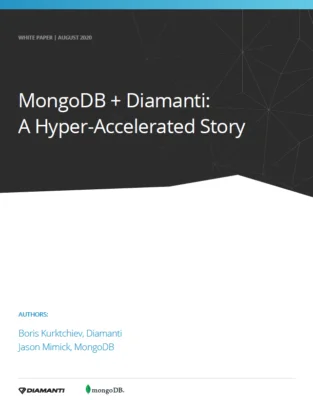 WHITE PAPER | AUGUST 2020
MongoDB + Diamanti:
A Hyper-Accelerated Story
AUTHORS:
Boris Kurktchiev, Diamanti
Jason Mimick, MongoDB
DIAMANTI
mongoDB.